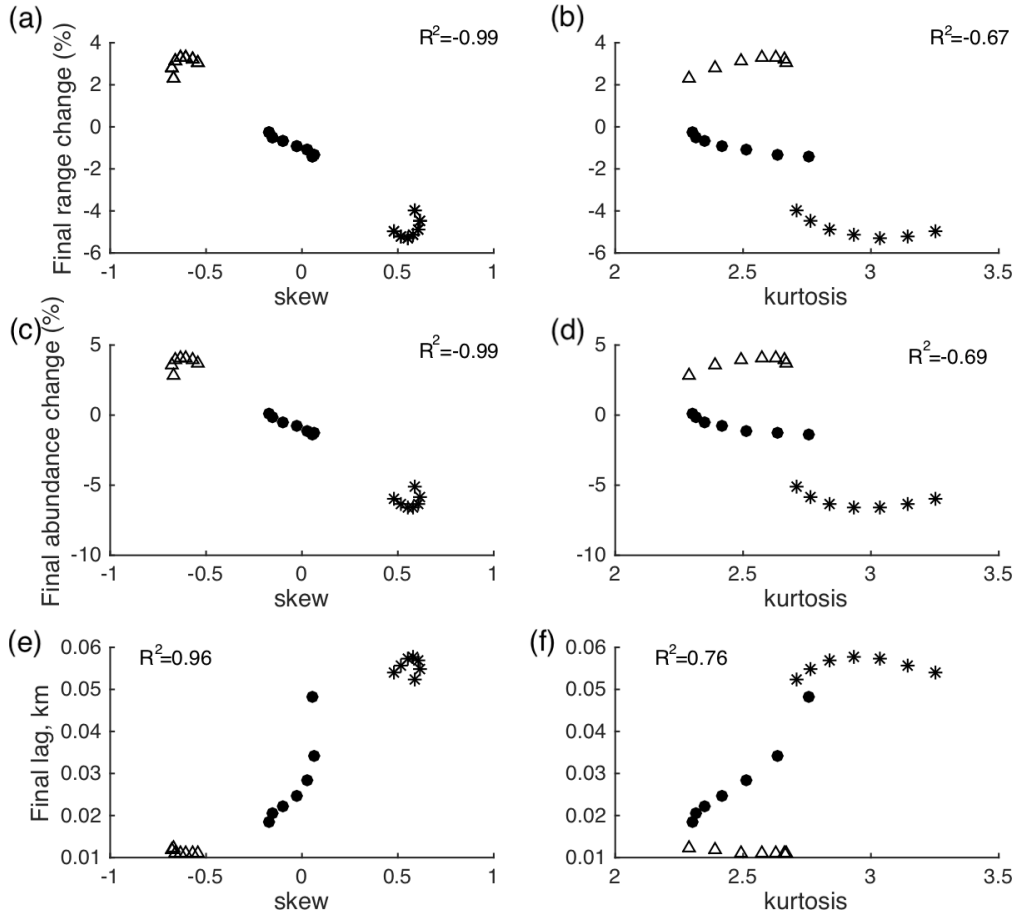 (a)
R²=-0.99
Final range change (%)
4
2
0
-2
-4
-6
-1
-0.5
0
0.5
1
skew
(b)
R²=-0.67
4
2
0
-2
-4
-6
2
2.5
3
3.5
kurtosis
(c)
R²=-0.99
Final abundance change (%)
5
0
-5
-10
-1
-0.5
0
0.5
1
skew
(d)
R²=-0.69
5
0
-5
-10
2
2.5
3
3.5
kurtosis
(e)
R²=0.96
Final lag, km
0.06
0.05
0.04
0.03
0.02
0.01
-1
-0.5
0
0.5
1
skew
(f)
R²=0.76
0.06
0.05
0.04
0.03
0.02
0.01
2
2.5
3
3.5
kurtosis